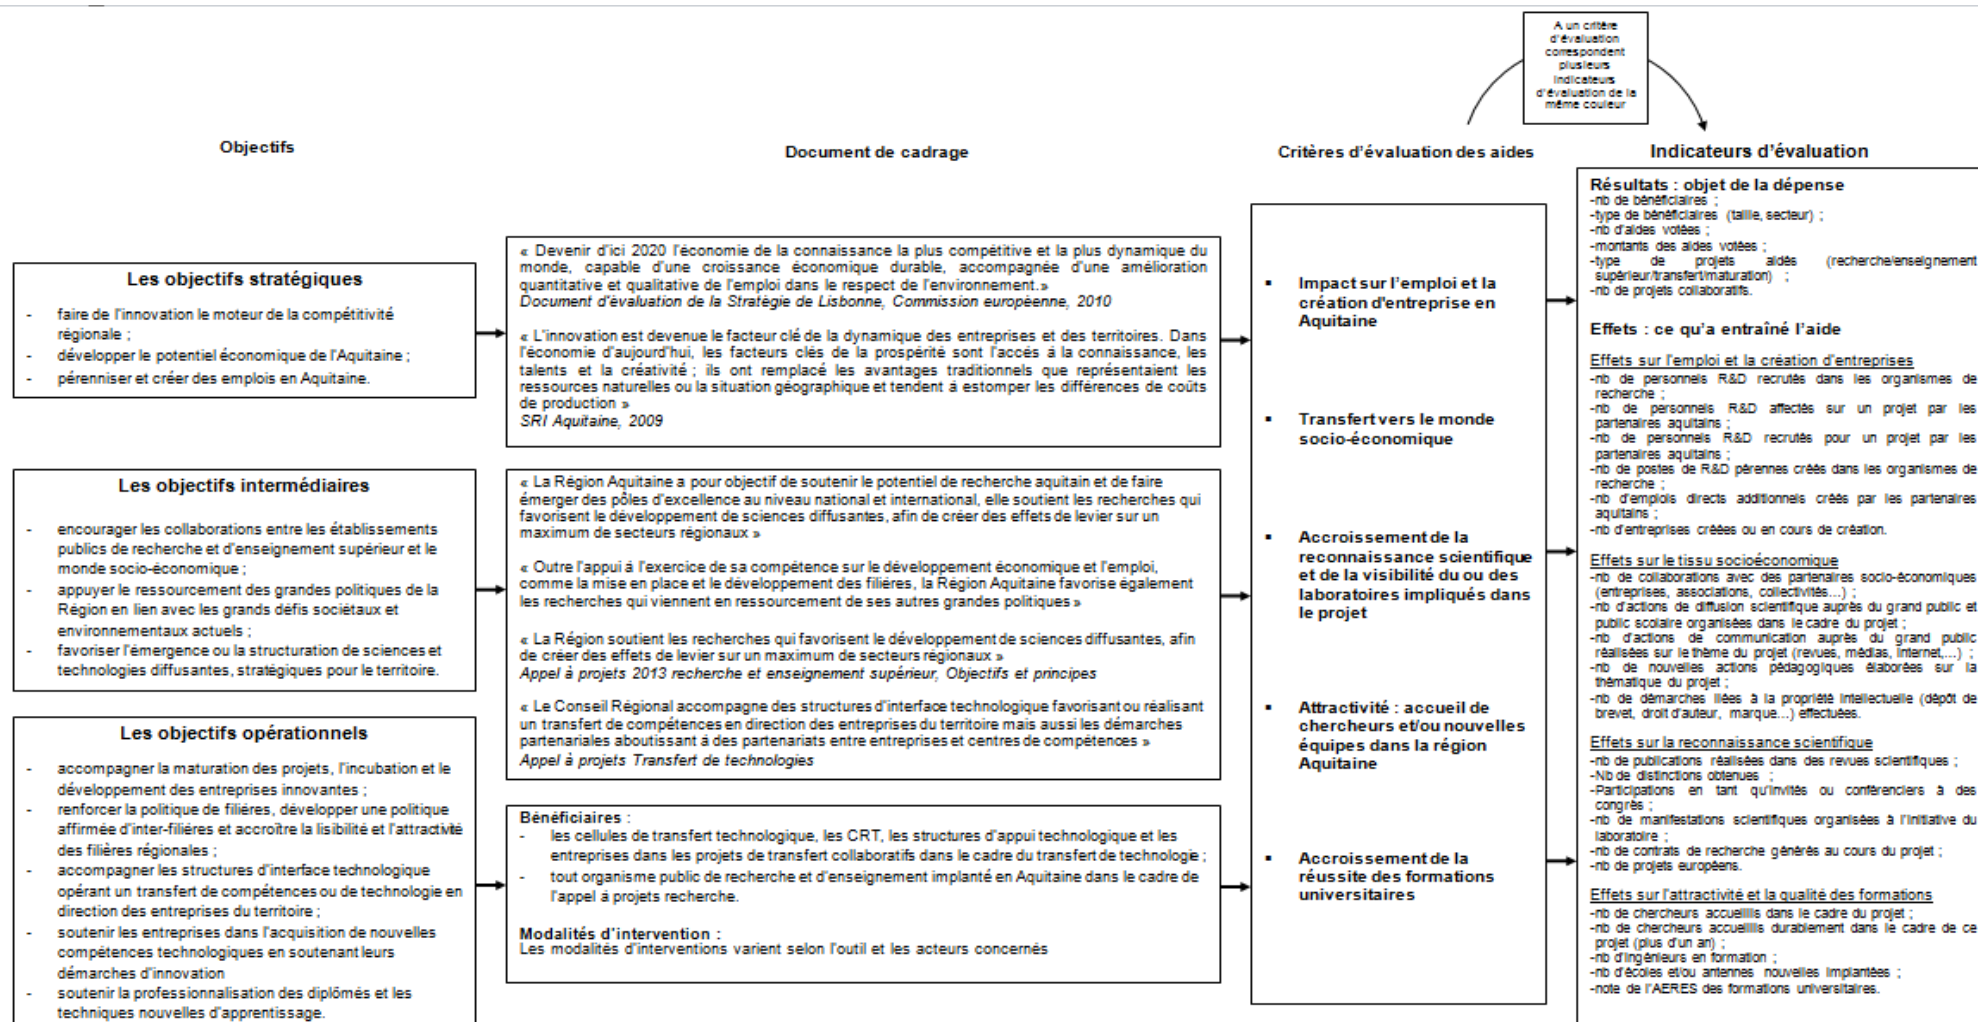 A un critère
d'évaluation
correspondent
plusieurs
indicateurs
d'évaluation de la
même couleur
Objectifs
Document de cadrage
Critères d'évaluation des aides
Indicateurs d'évaluation
Les objectifs stratégiques
- faire de l'innovation le moteur de la compétitivité
régionale ;
- développer le potentiel économique de l'Aquitaine ;
- pérenniser et créer des emplois en Aquitaine.
Les objectifs intermédiaires
- encourager les collaborations entre les établissements
publics de recherche et d'enseignement supérieur et le
monde socio-économique ;
- appuyer le ressourcement des grandes politiques de la
Région en lien avec les grands défis sociétaux et
environnementaux actuels ;
- favoriser l'émergence ou la structuration de sciences et
technologies diffusantes, stratégiques pour le territoire.
Les objectifs opérationnels
- accompagner la maturation des projets, l'incubation et le
développement des entreprises innovantes ;
- renforcer la politique de filières, développer une politique
affirmée d'inter-filières et accroître la lisibilité et l'attractivité
des filières régionales ;
- accompagner les structures d'interface technologique
opérant un transfert de compétences ou de technologie en
direction des entreprises du territoire ;
- soutenir les entreprises dans l'acquisition de nouvelles
compétences technologiques en soutenant leurs
démarches d'innovation
- soutenir la professionnalisation des diplômés et les
techniques nouvelles d'apprentissage.
« Devenir d'ici 2020 l'économie de la connaissance la plus compétitive et la plus dynamique du
monde, capable d'une croissance économique durable, accompagnée d'une amélioration
quantitative et qualitative de l'emploi dans le respect de l'environnement.»
Document d'évaluation de la Stratégie de Lisbonne, Commission européenne, 2010
« L'innovation est devenue le facteur clé de la dynamique des entreprises et des territoires. Dans
l'économie d'aujourd'hui, les facteurs clés de la prospérité sont l'accès à la connaissance, les
talents et la créativité ; ils ont remplacé les avantages traditionnels que représentaient les
ressources naturelles ou la situation géographique et tendent à estomper les différences de coûts
de production »
SRI Aquitaine, 2009
« La Région Aquitaine a pour objectif de soutenir le potentiel de recherche aquitain et de faire
émerger des pôles d'excellence au niveau national et international, elle soutient les recherches qui
favorisent le développement de sciences diffusantes, afin de créer des effets de levier sur un
maximum de secteurs régionaux »
« Outre l'appui à l'exercice de sa compétence sur le développement économique et l'emploi,
comme la mise en place et le développement des filières, la Région Aquitaine favorise également
les recherches qui viennent en ressourcement de ses autres grandes politiques »
« La Région soutient les recherches qui favorisent le développement de sciences diffusantes, afin
de créer des effets de levier sur un maximum de secteurs régionaux »
Appel à projets 2013 recherche et enseignement supérieur, Objectifs et principes
« Le Conseil Régional accompagne des structures d'interface technologique favorisant ou réalisant
un transfert de compétences en direction des entreprises du territoire mais aussi les démarches
partenariales aboutissant à des partenariats entre entreprises et centres de compétences »
Appel à projets Transfert de technologies
Bénéficiaires :
- les cellules de transfert technologique, les CRT, les structures d'appui technologique et les
entreprises dans les projets de transfert collaboratifs dans le cadre du transfert de technologie ;
- tout organisme public de recherche et d'enseignement implanté en Aquitaine dans le cadre de
l'appel à projets recherche.
Modalités d'intervention :
Les modalités d'interventions varient selon l'outil et les acteurs concernés
▪ Impact sur l'emploi et la
création d'entreprise en
Aquitaine
▪ Transfert vers le monde
socio-économique
▪ Accroissement de la
reconnaissance scientifique
et de la visibilité du ou des
laboratoires impliqués dans
le projet
▪ Attractivité : accueil de
chercheurs et/ou nouvelles
équipes dans la région
Aquitaine
▪ Accroissement de la
réussite des formations
universitaires
Résultats : objet de la dépense
-nb de bénéficiaires ;
-type de bénéficiaires (taille, secteur) ;
-nb d'aides votées ;
-montants des aides votées ;
-type de projets aidés (recherche/enseignement
supérieur/transfert/maturation) ;
-nb de projets collaboratifs.
Effets : ce qu'a entraîné l'aide
Effets sur l'emploi et la création d'entreprises
-nb de personnels R&D recrutés dans les organismes de
recherche ;
-nb de personnels R&D affectés sur un projet par les
partenaires aquitains ;
-nb de personnels R&D recrutés pour un projet par les
partenaires aquitains ;
-nb de postes de R&D pérennes créés dans les organismes de
recherche ;
-nb d'emplois directs additionnels créés par les partenaires
aquitains ;
-nb d'entreprises créées ou en cours de création.
Effets sur le tissu socioéconomique
-nb de collaborations avec des partenaires socio-économiques
(entreprises, associations, collectivités...) ;
-nb d'actions de diffusion scientifique auprès du grand public et
public scolaire organisées dans le cadre du projet ;
-nb d'actions de communication auprès du grand public
réalisées sur le thème du projet (revues, médias, Internet,...) ;
-nb de nouvelles actions pédagogiques élaborées sur la
thématique du projet ;
-nb de démarches liées à la propriété intellectuelle (dépôt de
brevet, droit d'auteur, marque...) effectuées.
Effets sur la reconnaissance scientifique
-nb de publications réalisées dans des revues scientifiques ;
-Nb de distinctions obtenues ;
-Participations en tant qu'invités ou conférenciers à des
congrès ;
-nb de manifestations scientifiques organisées à l'initiative du
laboratoire ;
-nb de contrats de recherche générés au cours du projet ;
-nb de projets européens.
Effets sur l'attractivité et la qualité des formations
-nb de chercheurs accueillis dans le cadre du projet ;
-nb de chercheurs accueillis durablement dans le cadre de ce
projet (plus d'un an) ;
-nb d'ingénieurs en formation ;
-nb d'écoles et/ou antennes nouvelles implantées ;
-note de l'AERES des formations universitaires.